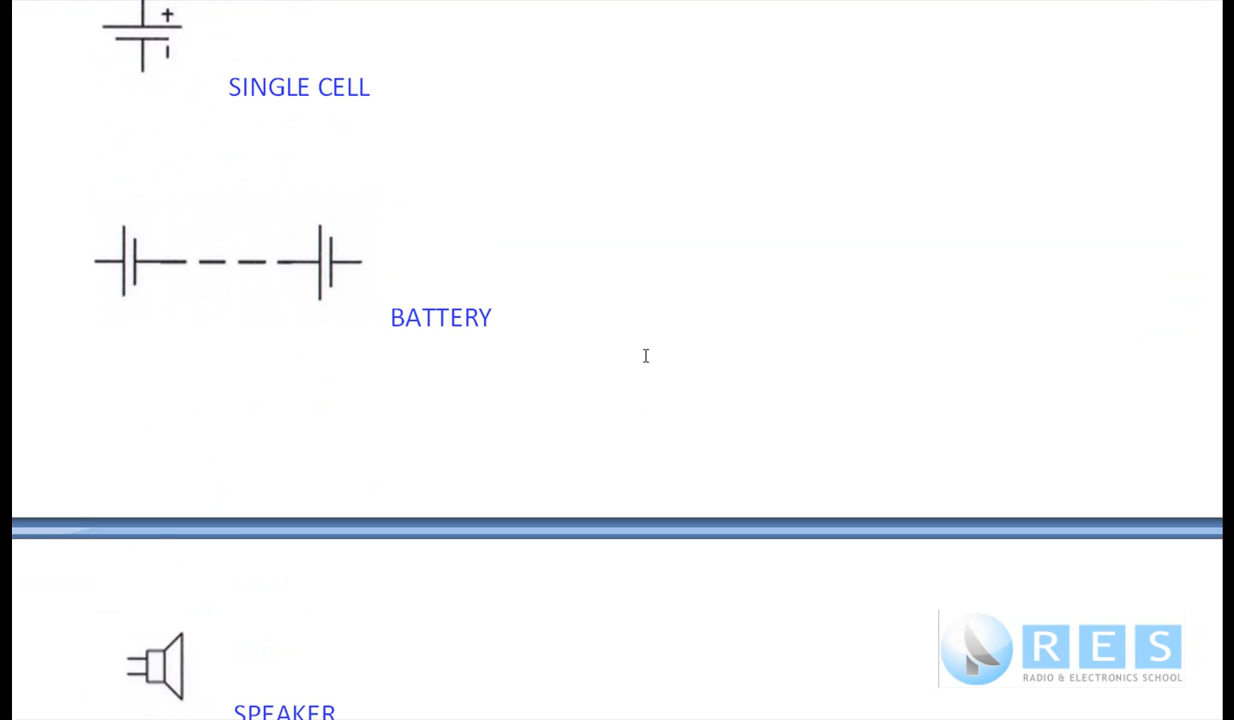 +
SINGLE CELL
BATTERY
SPEAKER
R E S
RADIO & ELECTRONICS SCHOOL